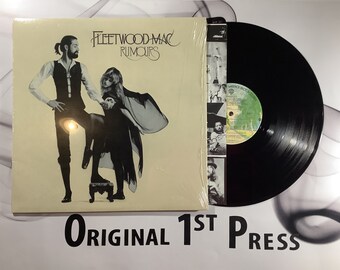 FLEETWOOD MAC
RUMOURS
ORIGINAL 1ST PRESS